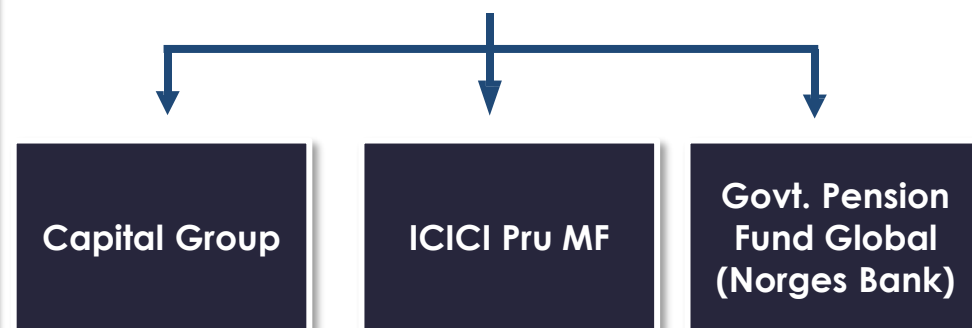 Capital Group
ICICI Pru MF
Govt. Pension
Fund Global
(Norges Bank)